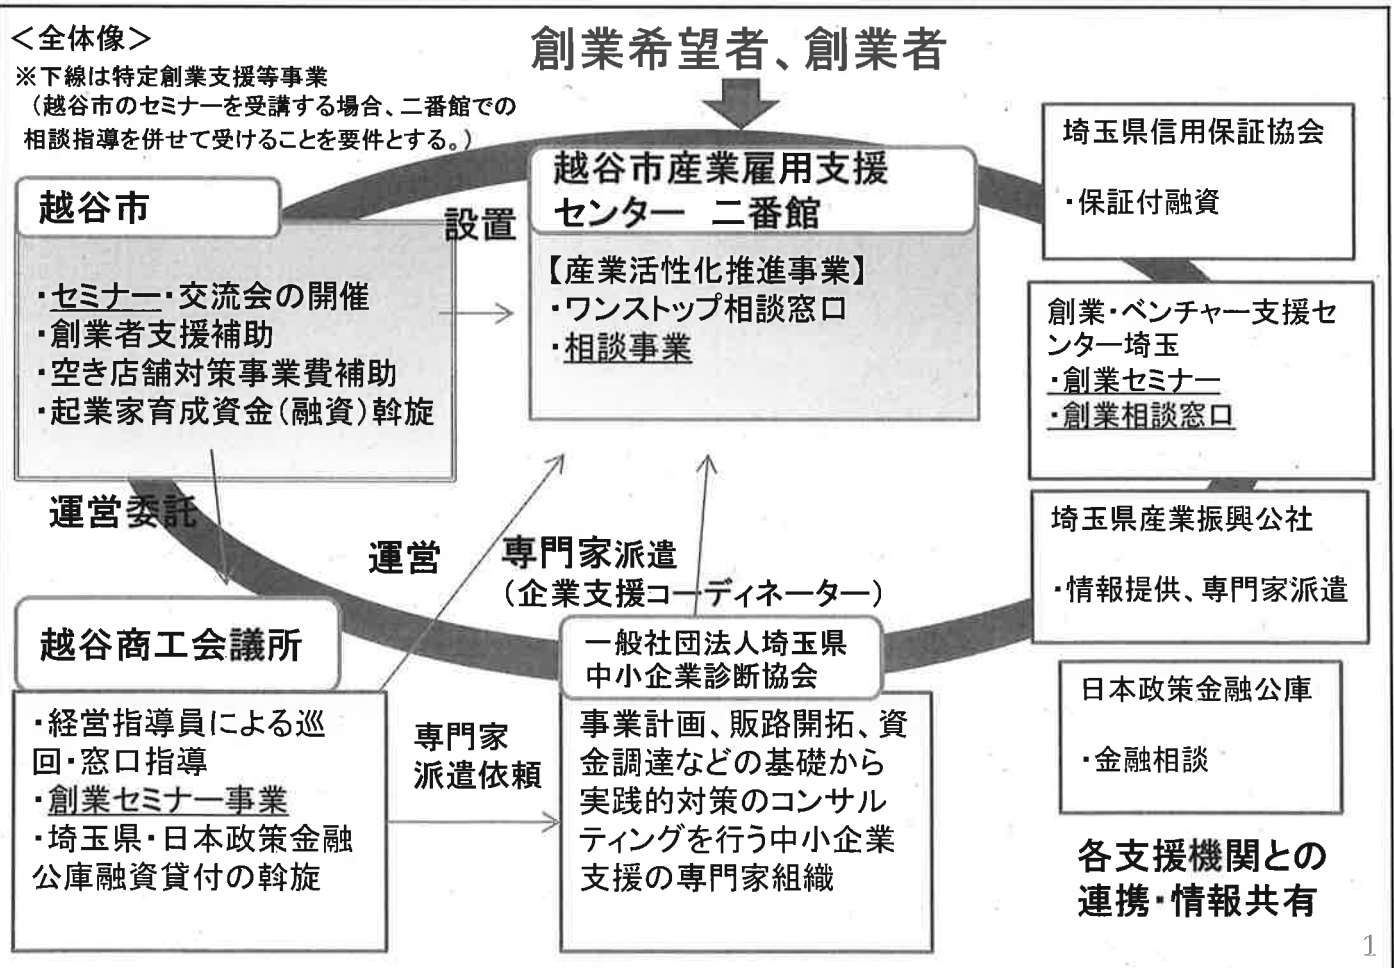 ＜全体像＞
※下線は特定創業支援等事業
（越谷市のセミナーを受講する場合、二番館での
相談指導を併せて受けることを要件とする。）
創業希望者、創業者
越谷市
・セミナー・交流会の開催
・創業者支援補助
・空き店舗対策事業費補助
・起業家育成資金（融資）斡旋
設置
越谷市産業雇用支援
センター　二番館
【産業活性化推進事業】
・ワンストップ相談窓口
・相談事業
埼玉県信用保証協会
・保証付融資
創業・ベンチャー支援セ
ンター埼玉
・創業セミナー
・創業相談窓口
埼玉県産業振興公社
・情報提供、専門家派遣
日本政策金融公庫
・金融相談
各支援機関との
連携・情報共有
運営委託
運営
専門家派遣
（企業支援コーディネーター）
越谷商工会議所
・経営指導員による巡
回・窓口指導
・創業セミナー事業
・埼玉県・日本政策金融
公庫融資貸付の斡旋
専門家
派遣依頼
一般社団法人埼玉県
中小企業診断協会
事業計画、販路開拓、資
金調達などの基礎から
実践的対策のコンサル
ティングを行う中小企業
支援の専門家組織
1